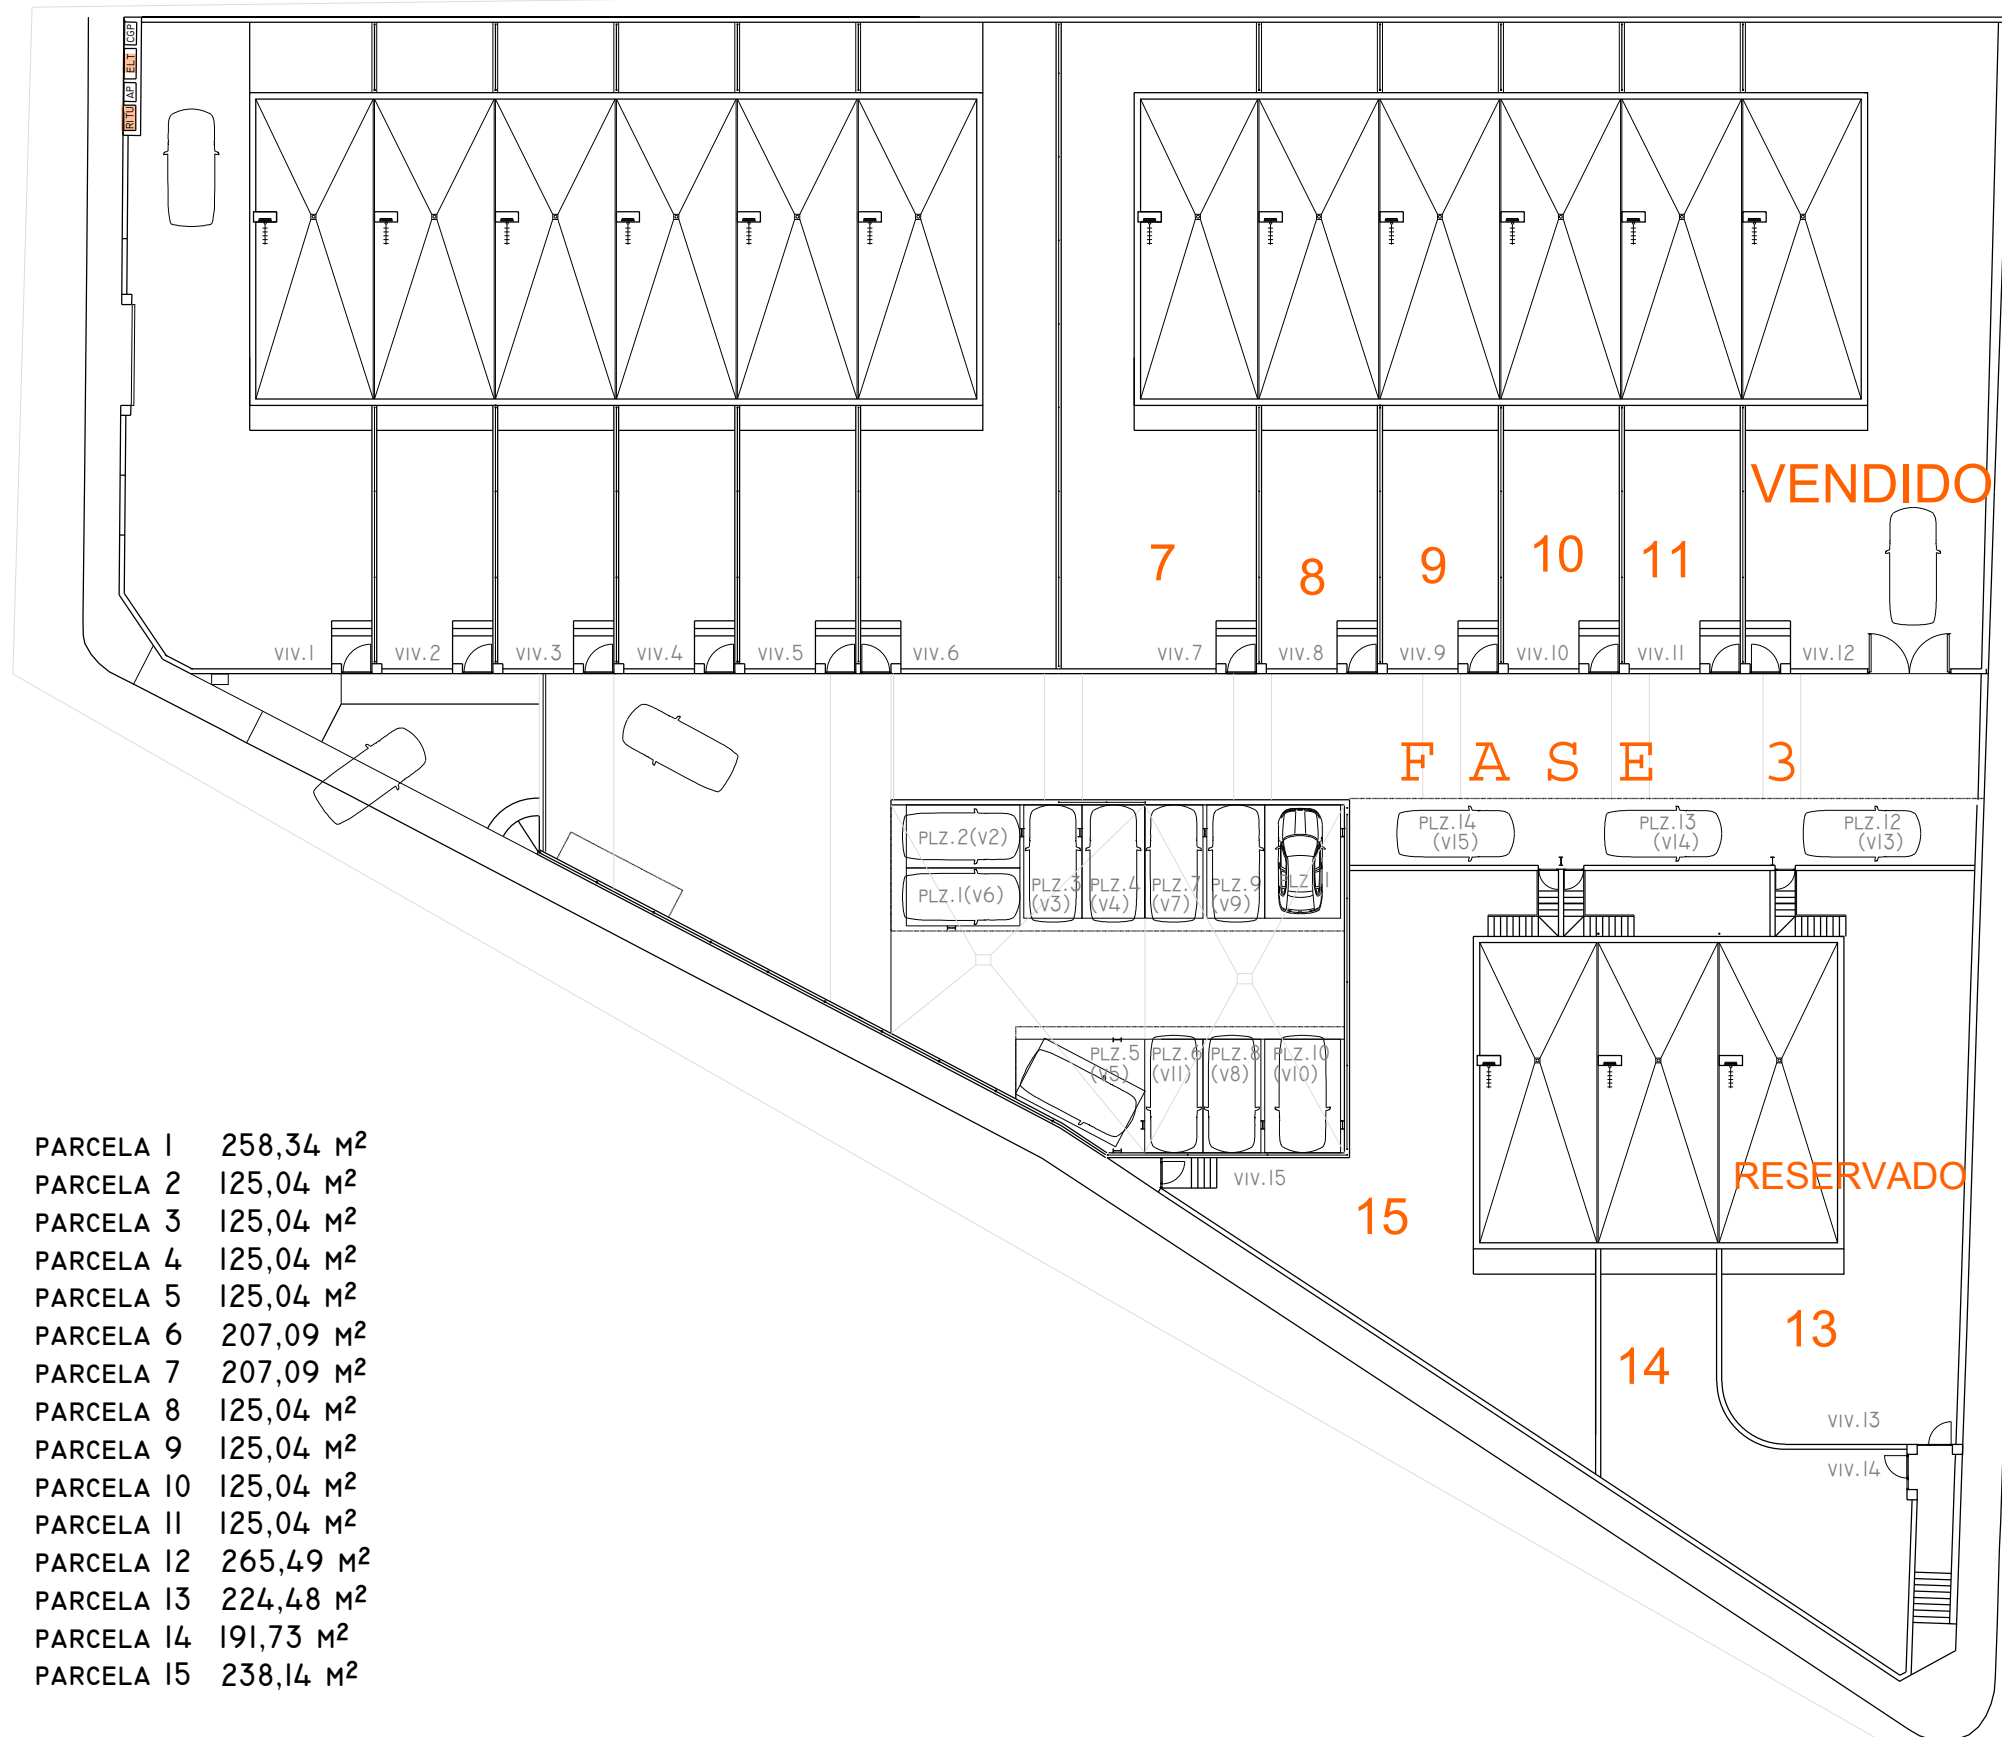 CGP
ELT
AP
RITU
VENDIDO
7
8
9
10
11
VIV.1
VIV.2
VIV.3
VIV.4
VIV.5
VIV.6
VIV.7
VIV.8
VIV.9
VIV.10
VIV.11
VIV.12
FASE 3
PLZ.2(V2)
PLZ.1(V6)
PLZ.3
(V3)
PLZ.4
(V4)
PLZ.7
(V7)
PLZ.9
(V9)
PLZ.14
(V15)
PLZ.13
(V14)
PLZ.12
(V13)
PLZ.5
(V5)
PLZ.6
(V11)
PLZ.8
(V8)
PLZ.10
(V10)
VIV.15
15
RESERVADO
13
14
VIV.13
VIV.14
PARCELA 1 258,34 M²
PARCELA 2 125,04 M²
PARCELA 3 125,04 M²
PARCELA 4 125,04 M²
PARCELA 5 125,04 M²
PARCELA 6 207,09 M²
PARCELA 7 207,09 M²
PARCELA 8 125,04 M²
PARCELA 9 125,04 M²
PARCELA 10 125,04 M²
PARCELA 11 125,04 M²
PARCELA 12 265,49 M²
PARCELA 13 224,48 M²
PARCELA 14 191,73 M²
PARCELA 15 238,14 M²